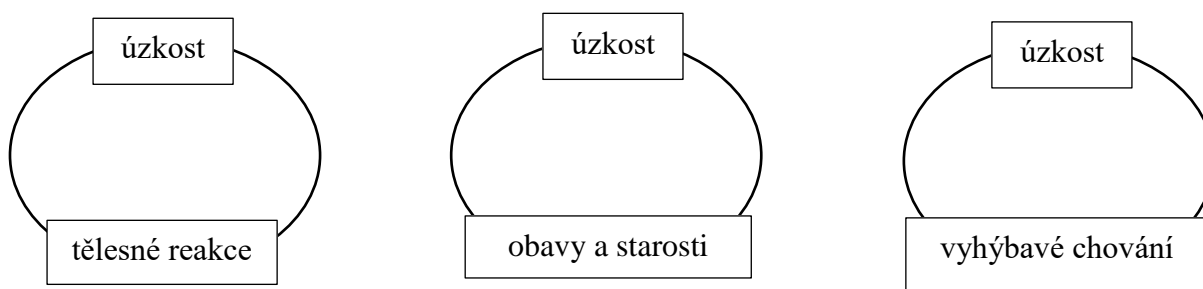 úzkost
tělesné reakce
úzkost
obavy a starosti
úzkost
vyhýbavé chování